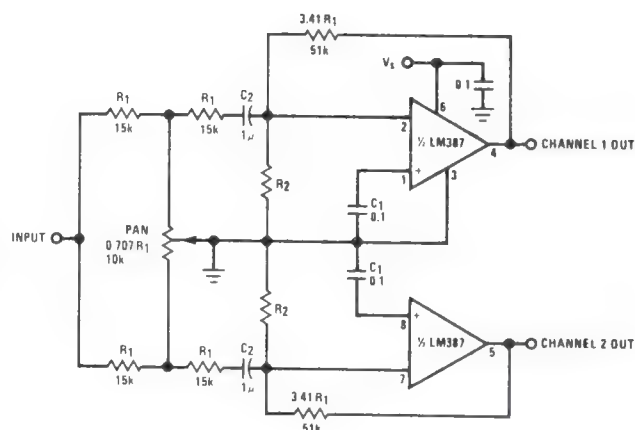 3.41 R1
51k
Vs
0.1
6
R1
15k
R1
15k
C2
1μ
2
½ LM387
4
CHANNEL 1 OUT
+
1
3
R2
C1
0.1
INPUT
PAN
0.707 R1
10k
C1
0.1
R2
+
8
½ LM387
5
CHANNEL 2 OUT
7
R1
15k
R1
15k
C2
1μ
3.41 R1
51k